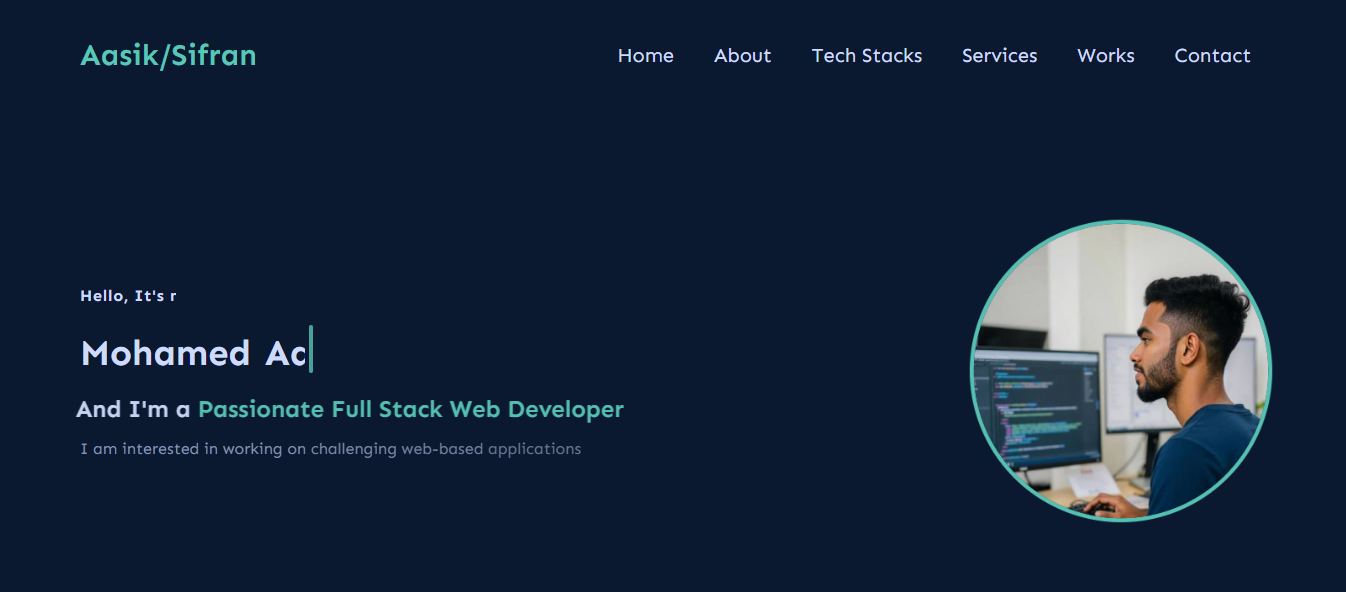 Aasik/Sifran
Home About Tech Stacks Services Works Contact
Hello, It's r
Mohamed Aa
And I'm a Passionate Full Stack Web Developer
I am interested in working on challenging web-based applications